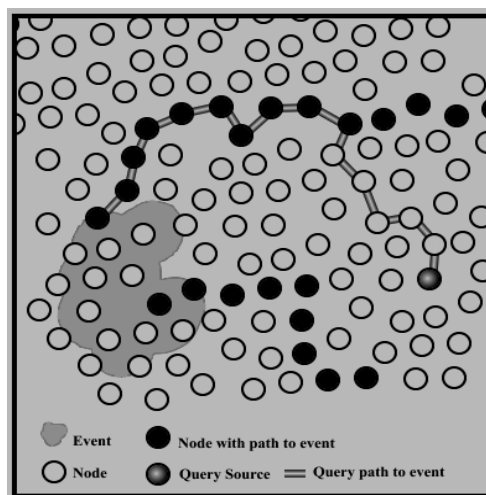 Event
Node with path to event
Node
Query Source
Query path to event